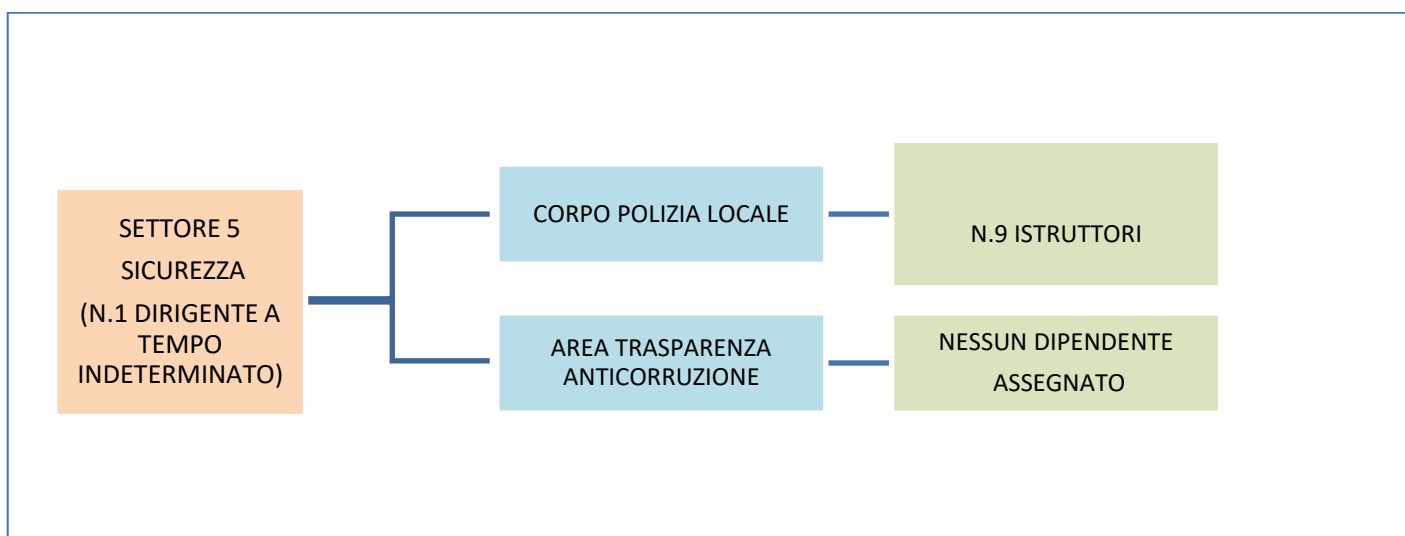 SETTORE 5
SICUREZZA
(N.1 DIRIGENTE A
TEMPO
INDETERMINATO)
CORPO POLIZIA LOCALE
N.9 ISTRUTTORI
AREA TRASPARENZA
ANTICORRUZIONE
NESSUN DIPENDENTE
ASSEGNATO